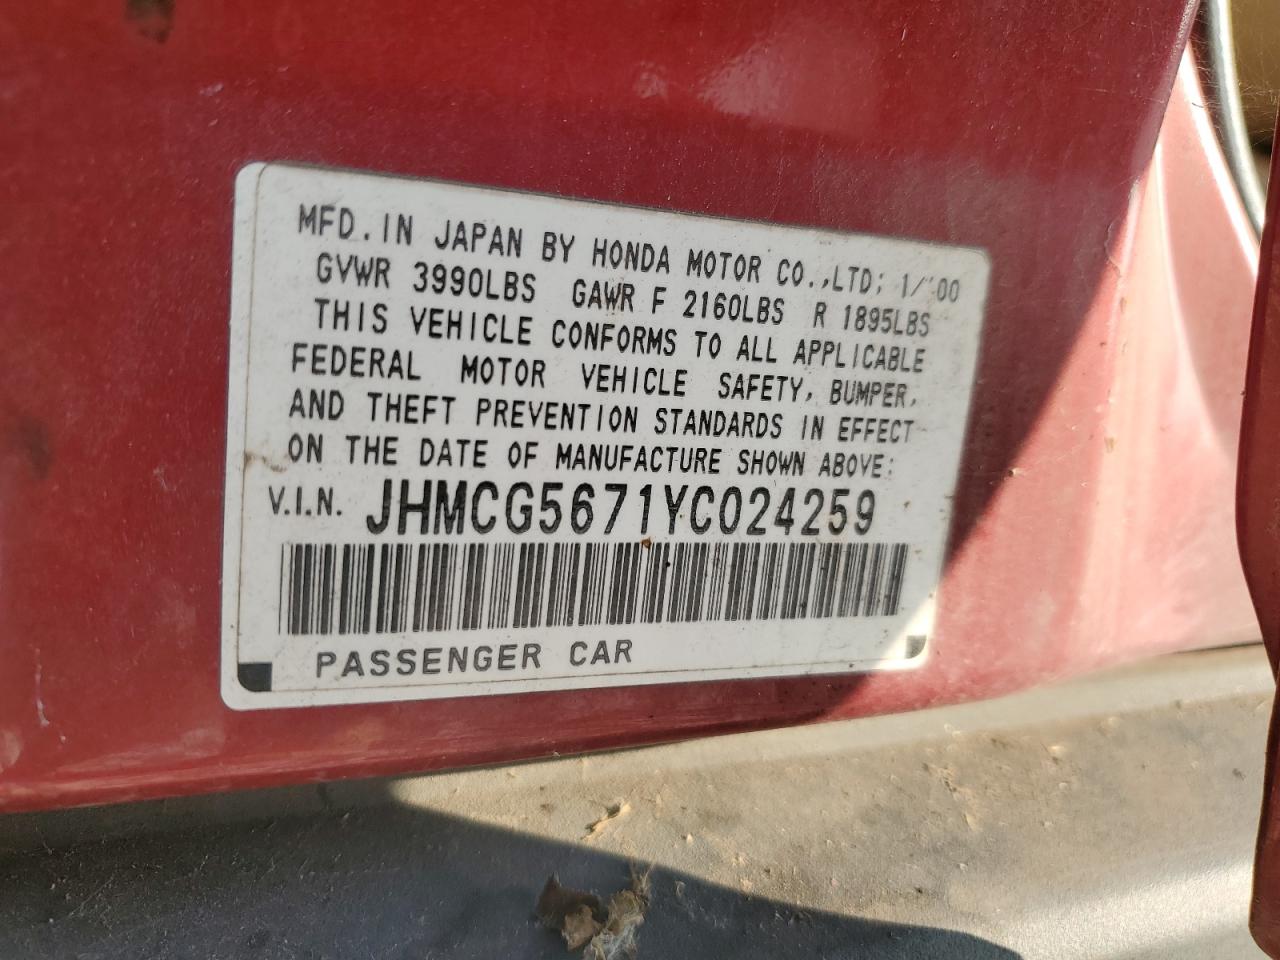 MFD. IN JAPAN BY HONDA MOTOR CO.,LTD; 1/'00
GVWR 3990LBS GAWR F 2160LBS R 1895LBS
THIS VEHICLE CONFORMS TO ALL APPLICABLE
FEDERAL MOTOR VEHICLE SAFETY, BUMPER,
AND THEFT PREVENTION STANDARDS IN EFFECT
ON THE DATE OF MANUFACTURE SHOWN ABOVE:
V.I.N. JHMCG5671YC024259
PASSENGER CAR